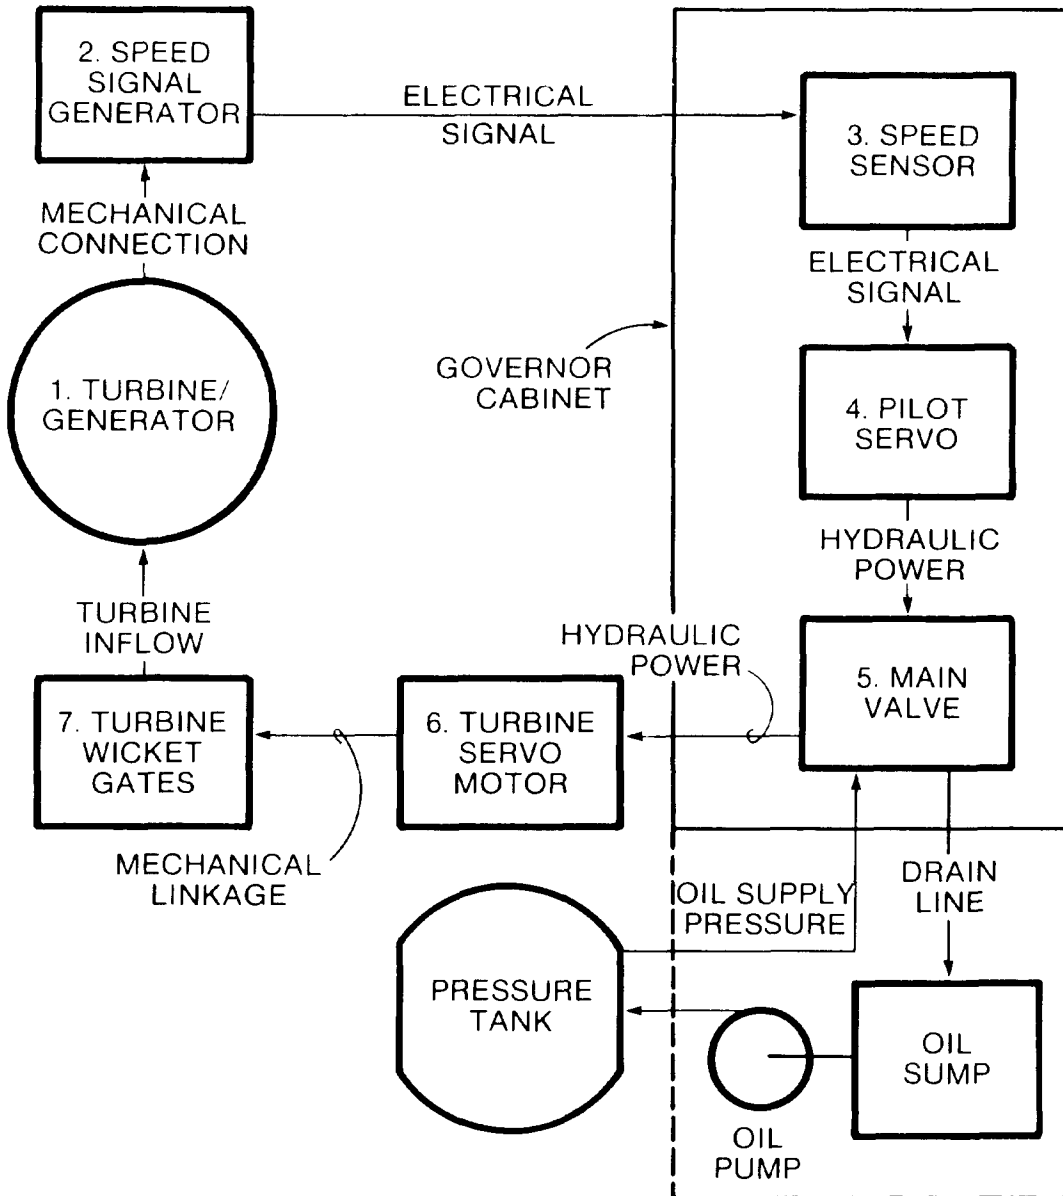 2. SPEED
SIGNAL
GENERATOR
ELECTRICAL
SIGNAL
3. SPEED
SENSOR
MECHANICAL
CONNECTION
ELECTRICAL
SIGNAL
1. TURBINE/
GENERATOR
GOVERNOR
CABINET
4. PILOT
SERVO
HYDRAULIC
POWER
TURBINE
INFLOW
HYDRAULIC
POWER
5. MAIN
VALVE
7. TURBINE
WICKET
GATES
6. TURBINE
SERVO
MOTOR
MECHANICAL
LINKAGE
OIL SUPPLY
PRESSURE
DRAIN
LINE
PRESSURE
TANK
OIL
SUMP
OIL
PUMP